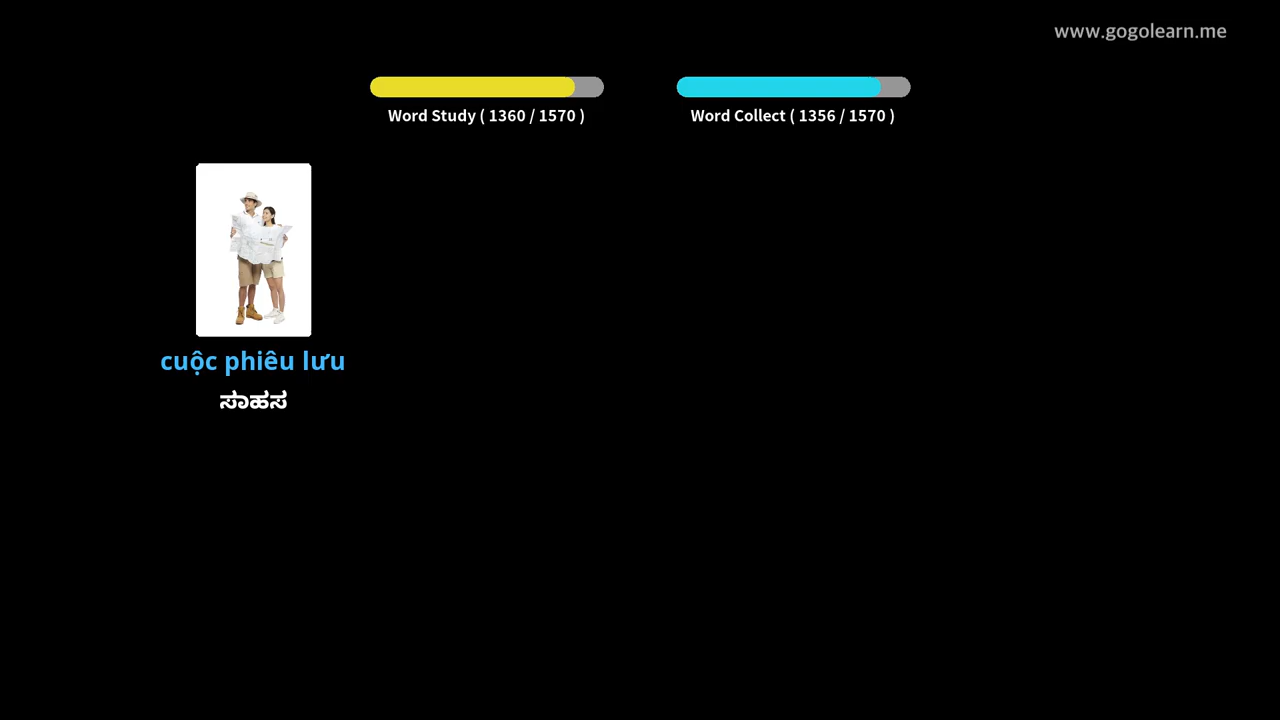 www.gogolearn.me
Word Study ( 1360 / 1570 )
Word Collect ( 1356 / 1570 )
cuộc phiêu lưu
ಸಾಹಸ